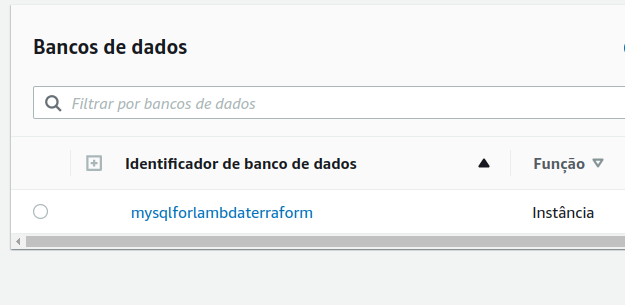 Bancos de dados
Filtrar por bancos de dados
Identificador de banco de dados Função
mysqlforlambdaterraform Instância